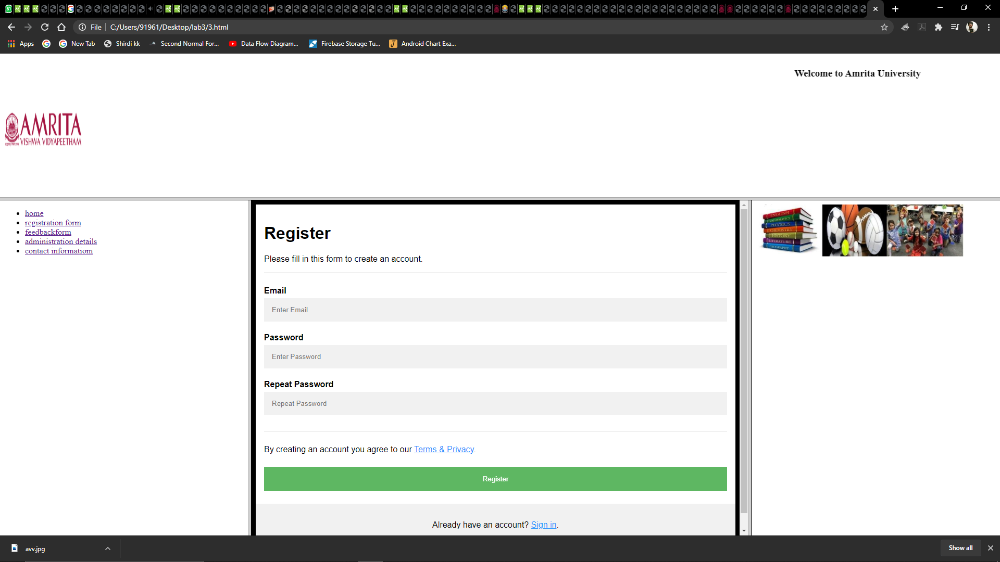 File
C:/Users/91961/Desktop/lab3/3.html
Apps
New Tab
Shirdi kk
Second Normal For...
Data Flow Diagram...
Firebase Storage Tu...
Android Chart Exa...
Welcome to Amrita University
AMRITA
VISHWA VIDYAPEETHAM
home
registration form
feedbackform
administration details
contact informatiom
Register
Please fill in this form to create an account.
Email
Enter Email
Password
Enter Password
Repeat Password
Repeat Password
By creating an account you agree to our Terms & Privacy.
Register
Already have an account? Sign in.
ENGLISH
MATHEMATICS
PHYSICS
CHEMISTRY
HISTORY
LITERATURE
GEOGRAPHY
avv.jpg
Show all